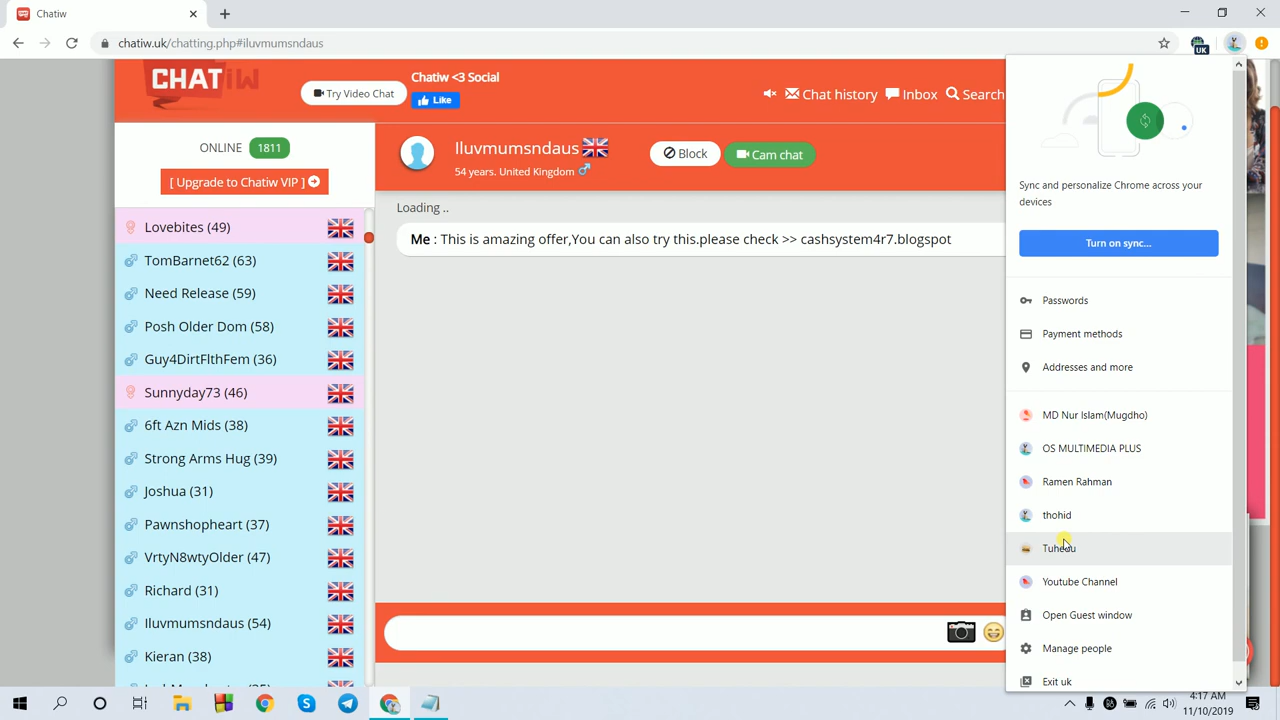 Chatiw
chatiw.uk/chatting.php#iluvmumsndaus
UK
CHATiW
Try Video Chat
Chatiw <3 Social
Like
Chat history
Inbox
Search
ONLINE 1811
[ Upgrade to Chatiw VIP ]
Iluvmumsndaus
54 years. United Kingdom
Block
Cam chat
Loading ..
Me : This is amazing offer,You can also try this.please check >> cashsystem4r7.blogspot
Lovebites (49)
TomBarnet62 (63)
Need Release (59)
Posh Older Dom (58)
Guy4DirtFlthFem (36)
Sunnyday73 (46)
6ft Azn Mids (38)
Strong Arms Hug (39)
Joshua (31)
Pawnshopheart (37)
VrtyN8wtyOlder (47)
Richard (31)
Iluvmumsndaus (54)
Kieran (38)
Sync and personalize Chrome across your
devices
Turn on sync...
Passwords
Payment methods
Addresses and more
MD Nur Islam(Mugdho)
OS MULTIMEDIA PLUS
Ramen Rahman
thohid
Youtube Channel
Open Guest window
Manage people
Exit uk
4:17 AM
11/10/2019